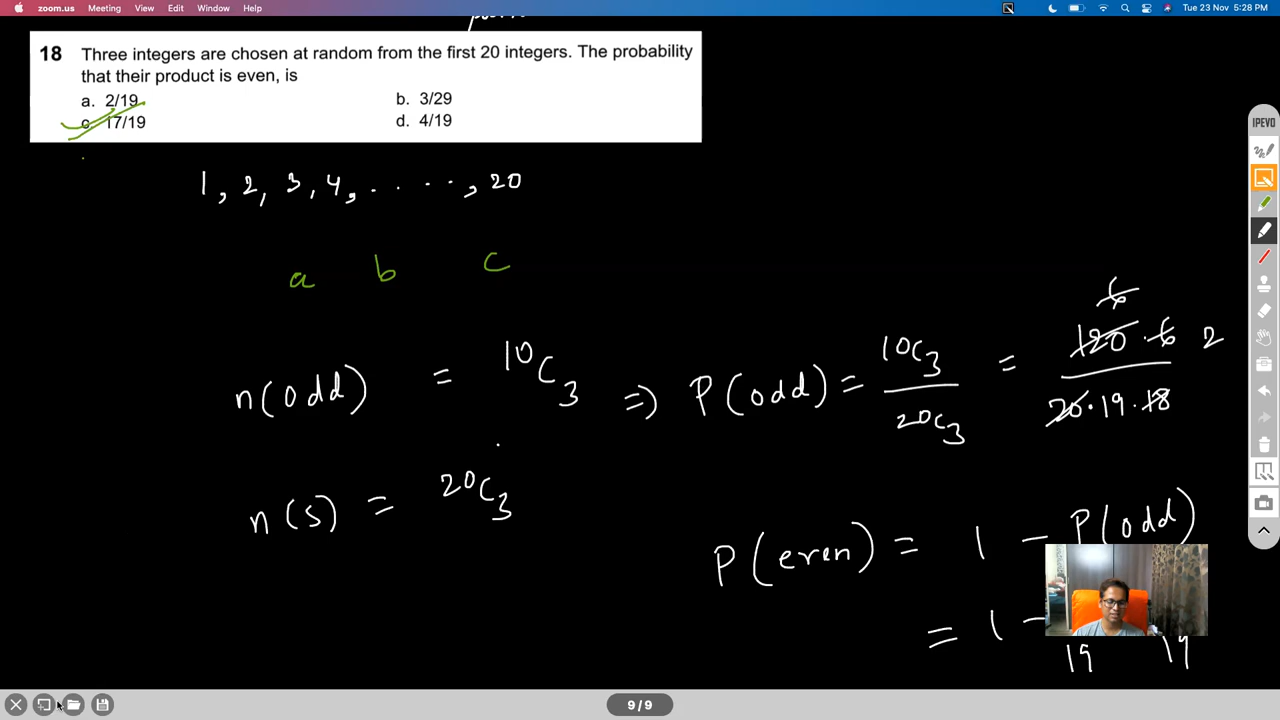 zoom.us Meeting View Edit Window Help Tue 23 Nov 5:28 PM
18 Three integers are chosen at random from the first 20 integers. The probability
that their product is even, is
a. 2/19 b. 3/29
c. 17/19 d. 4/19
IPEVO
1, 2, 3, 4, . . . . ., 20
a b c
n(odd) = 10C3 => P(odd) = 10C3 / 20C3 = 120·6 / 20·19·18
6 2
n(s) = 20C3
P(even) = 1 - P(odd)
= 1 -
19 19
9 / 9